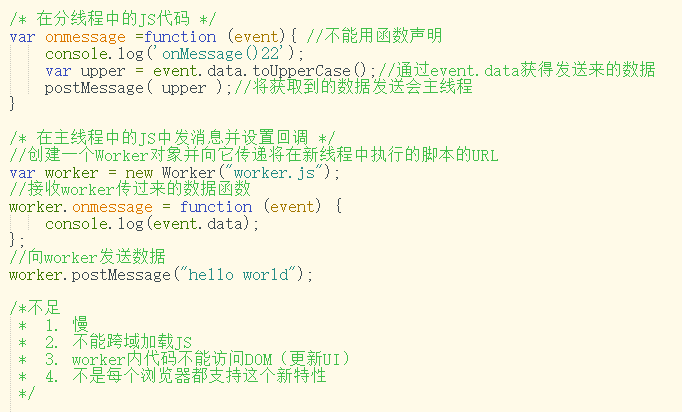 /* 在分线程中的JS代码 */
var onmessage =function (event){ //不能用函数声明
    console.log('onMessage()22');
    var upper = event.data.toUpperCase();//通过event.data获得发送来的数据
    postMessage( upper );//将获取到的数据发送会主线程
}

/* 在主线程中的JS中发消息并设置回调 */
//创建一个Worker对象并向它传递将在新线程中执行的脚本的URL
var worker = new Worker("worker.js");
//接收worker传过来的数据函数
worker.onmessage = function (event) {
    console.log(event.data);
};
//向worker发送数据
worker.postMessage("hello world");

/*不足
 *  1. 慢
 *  2. 不能跨域加载JS
 *  3. worker内代码不能访问DOM（更新UI）
 *  4. 不是每个浏览器都支持这个新特性
 */